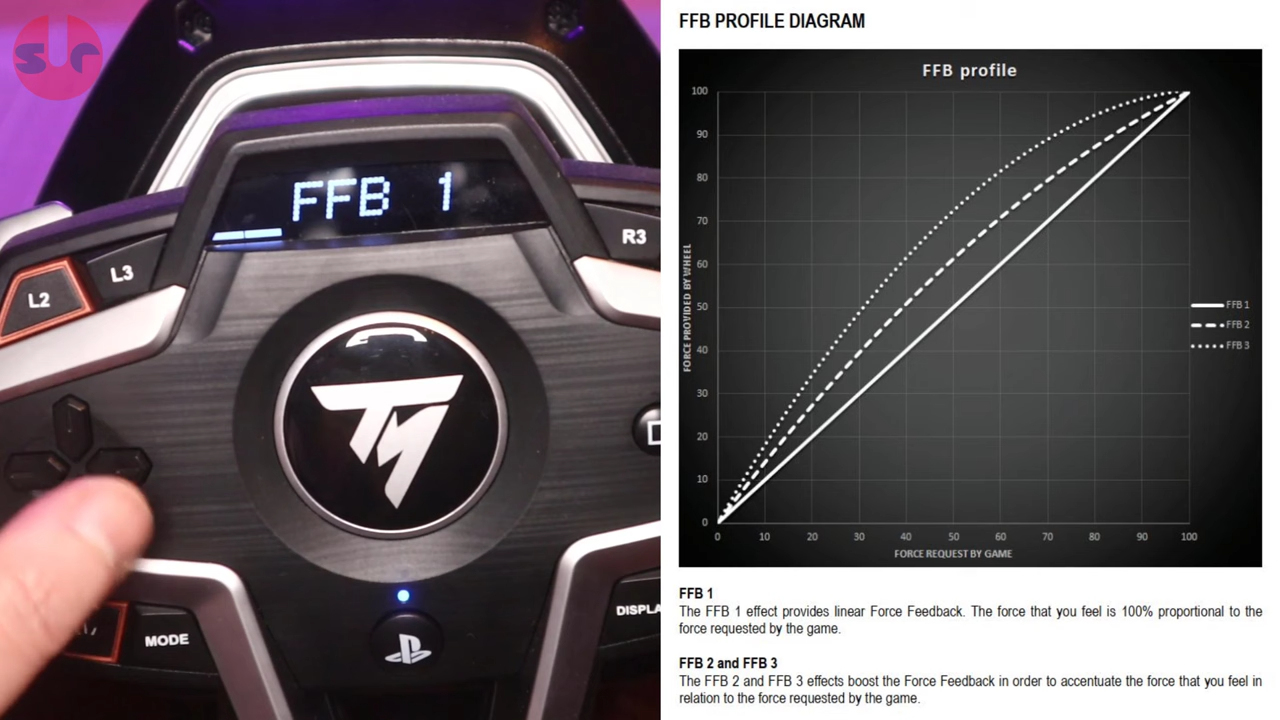 sur
FFB 1
R3
L3
L2
TM
MODE
DISPLA
FFB PROFILE DIAGRAM
FFB profile
100
90
80
70
60
50
40
30
20
10
0
0 10 20 30 40 50 60 70 80 90 100
FORCE PROVIDED BY WHEEL
FORCE REQUEST BY GAME
FFB 1
FFB 2
FFB 3
FFB 1
The FFB 1 effect provides linear Force Feedback. The force that you feel is 100% proportional to the
force requested by the game.
FFB 2 and FFB 3
The FFB 2 and FFB 3 effects boost the Force Feedback in order to accentuate the force that you feel in
relation to the force requested by the game.